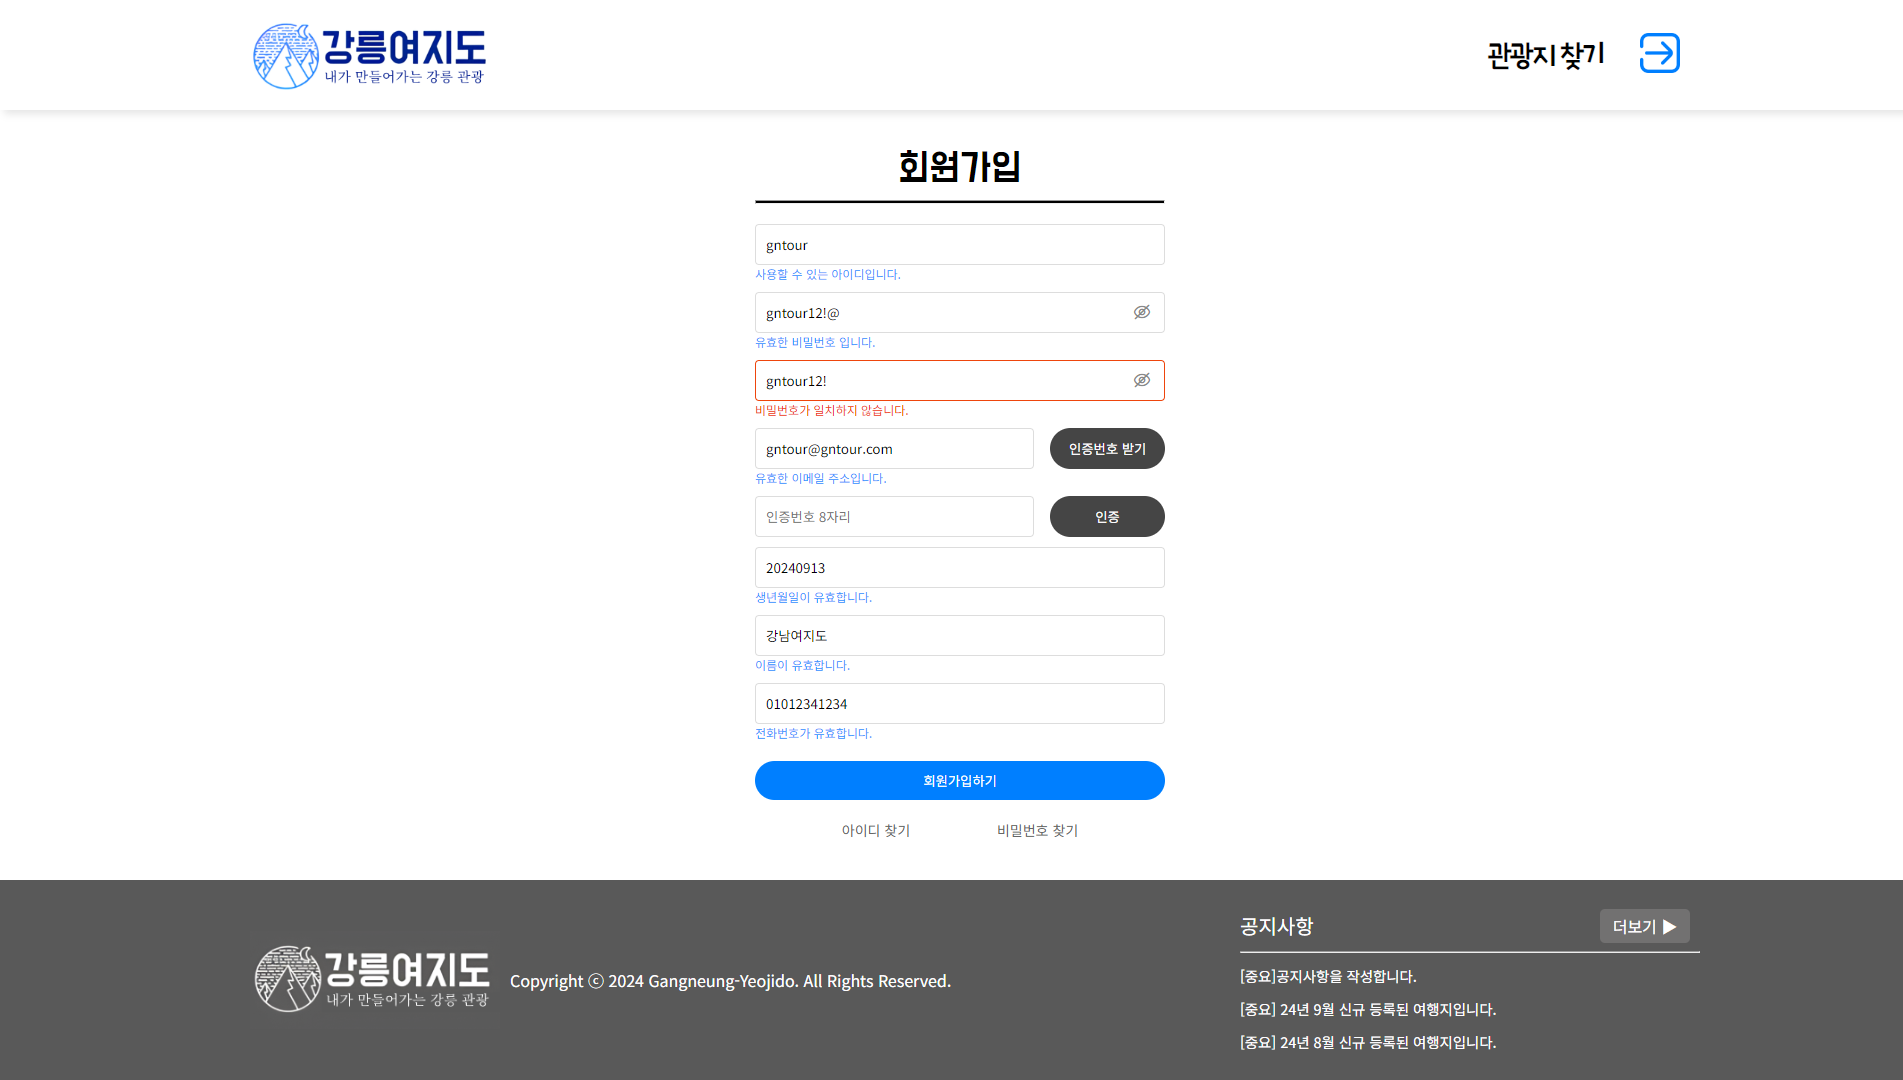 강릉여지도
내가 만들어가는 강릉 관광
관광지 찾기
회원가입
gntour
사용할 수 있는 아이디입니다.
gntour12!@
유효한 비밀번호 입니다.
gntour12!
비밀번호가 일치하지 않습니다.
gntour@gntour.com
인증번호 받기
유효한 이메일 주소입니다.
인증번호 8자리
인증
20240913
생년월일이 유효합니다.
강남여지도
이름이 유효합니다.
01012341234
전화번호가 유효합니다.
회원가입하기
아이디 찾기
비밀번호 찾기
강릉여지도
내가 만들어가는 강릉 관광
Copyright ⓒ 2024 Gangneung-Yeojido. All Rights Reserved.
공지사항
더보기 ▶
[중요]공지사항을 작성합니다.
[중요] 24년 9월 신규 등록된 여행지입니다.
[중요] 24년 8월 신규 등록된 여행지입니다.